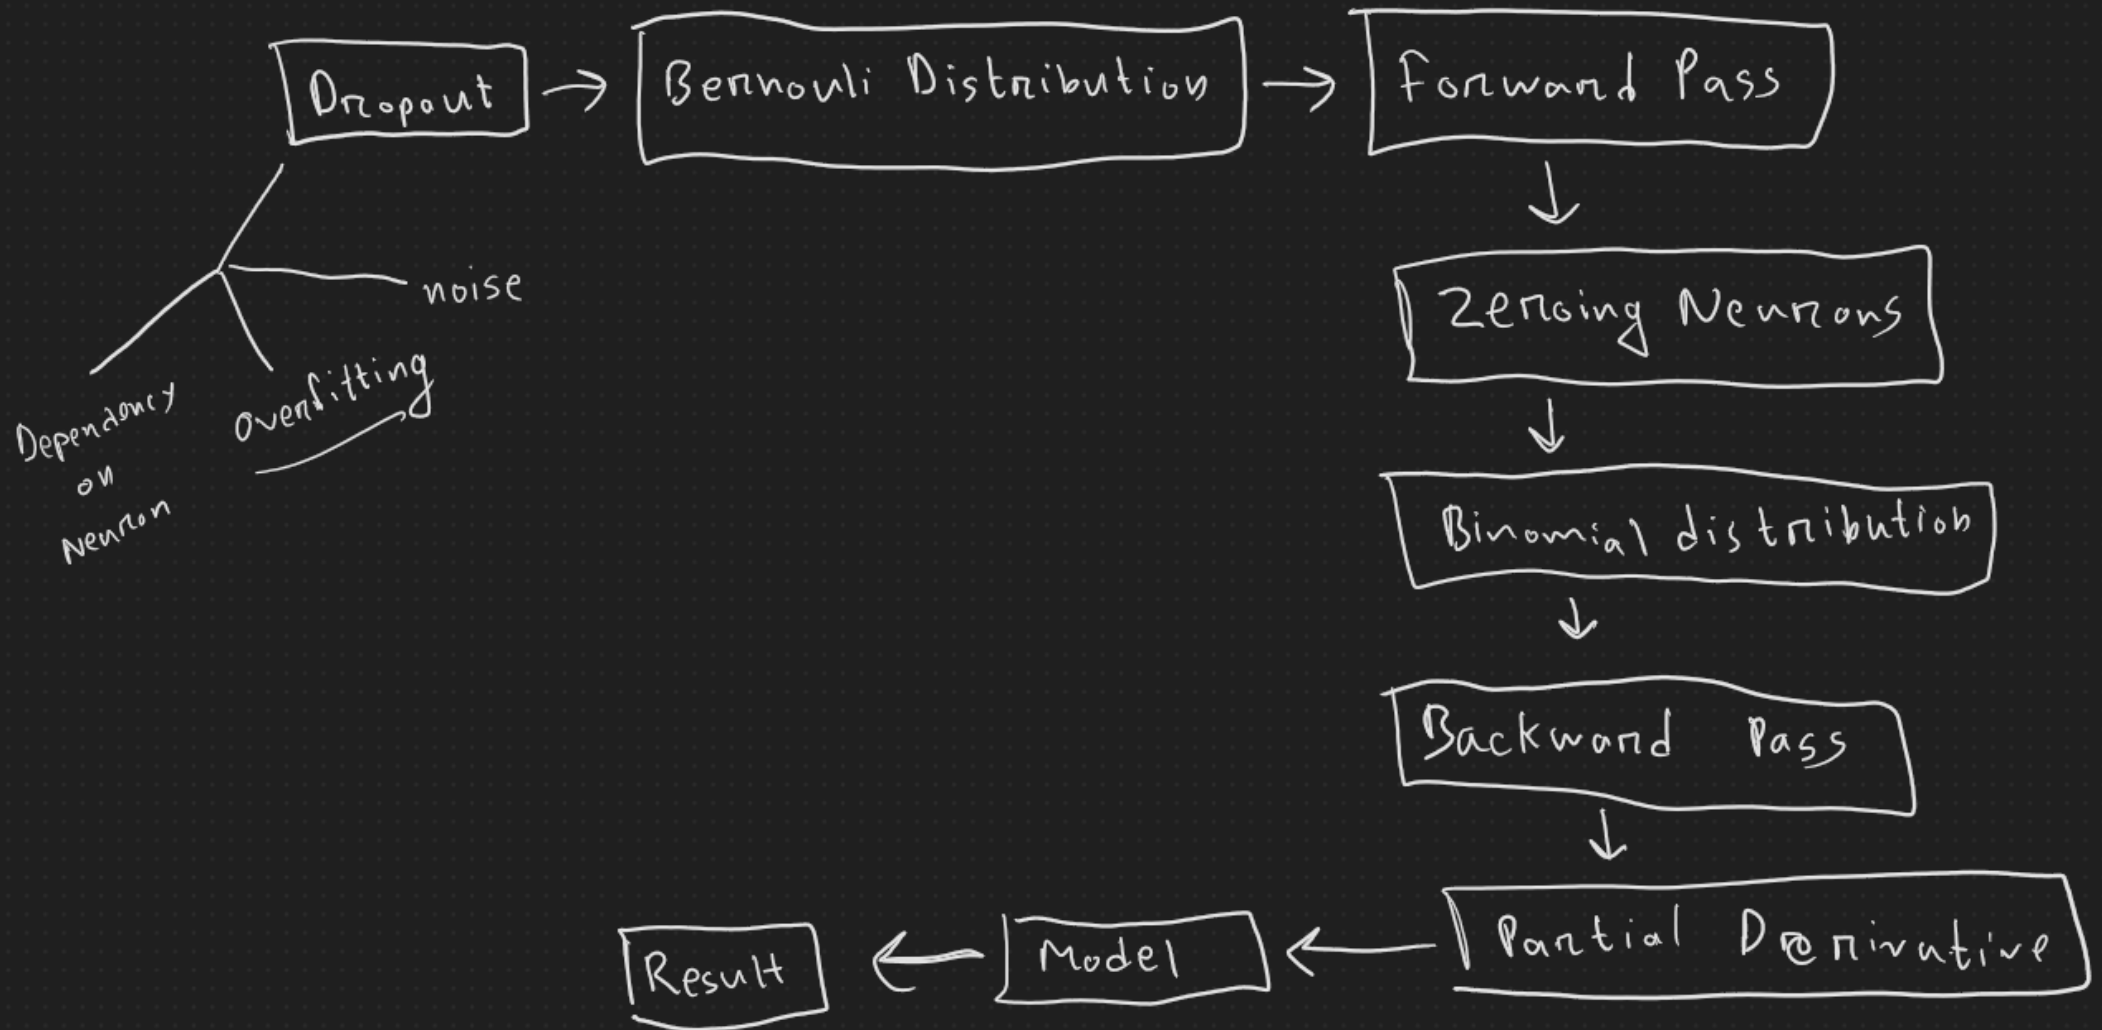 Dropout
Bernouli Distribution
Forward Pass
noise
Zeroing Neurons
overfitting
Dependancy
on
Neuron
Binomial distribution
Backward Pass
Partial Derivative
Model
Result